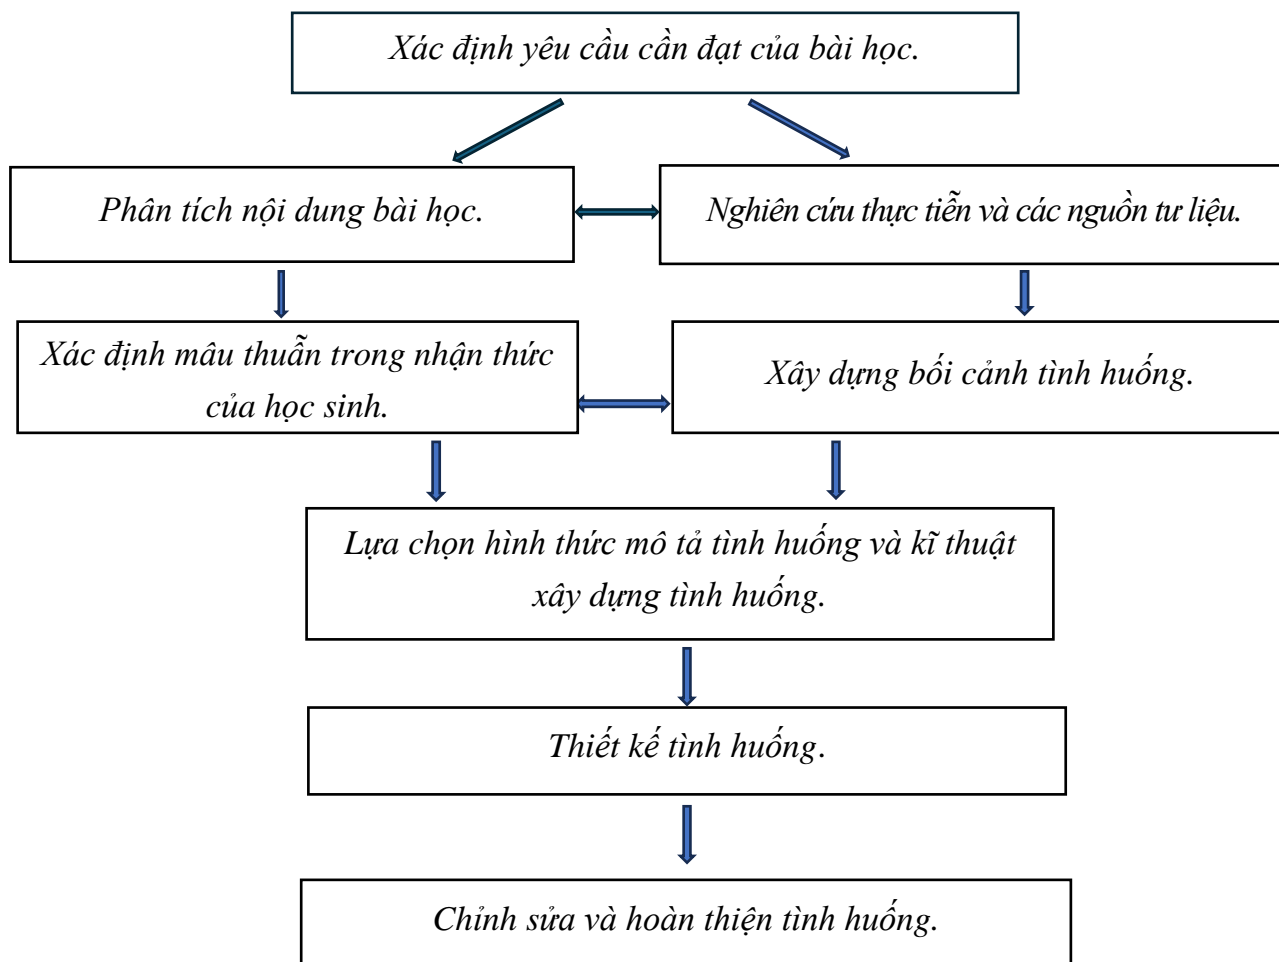 Xác định yêu cầu cần đạt của bài học.
Phân tích nội dung bài học.
Nghiên cứu thực tiễn và các nguồn tư liệu.
Xác định mâu thuẫn trong nhận thức
của học sinh.
Xây dựng bối cảnh tình huống.
Lựa chọn hình thức mô tả tình huống và kĩ thuật
xây dựng tình huống.
Thiết kế tình huống.
Chỉnh sửa và hoàn thiện tình huống.